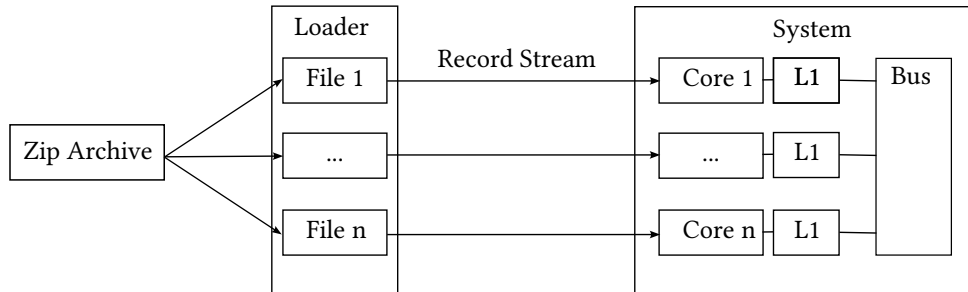 Loader
System
File 1
Record Stream
Core 1
L1
Bus
Zip Archive
...
...
L1
File n
Core n
L1